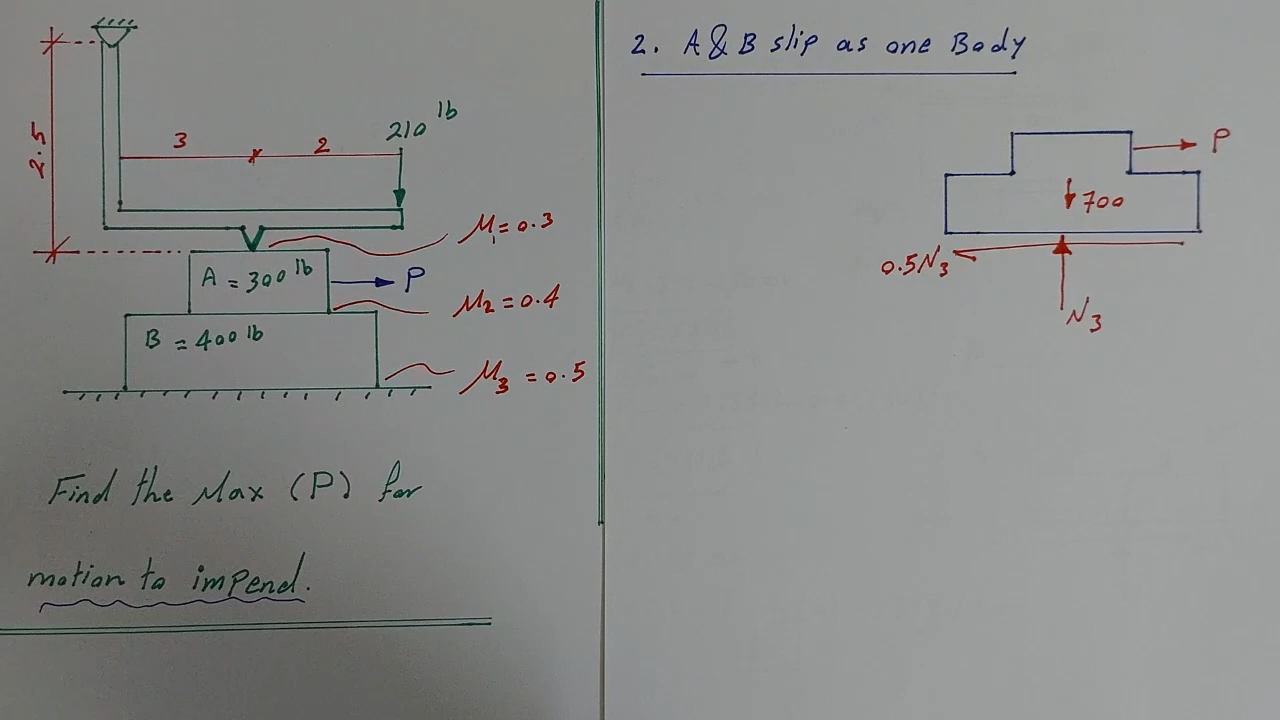 2.5
3
2
210 lb
μ₁=0.3
A = 300 lb
P
μ₂ = 0.4
B = 400 lb
μ₃ = 0.5
Find the Max (P) for
motion to impend.
2. A & B slip as one Body
P
700
0.5N₃
N₃